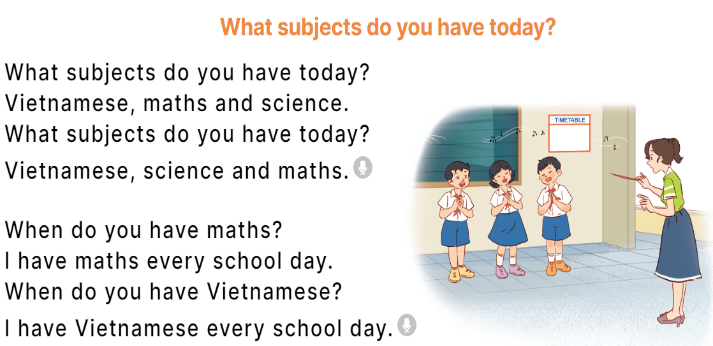 What subjects do you have today?
What subjects do you have today?
Vietnamese, maths and science.
What subjects do you have today?
Vietnamese, science and maths.
When do you have maths?
I have maths every school day.
When do you have Vietnamese?
I have Vietnamese every school day.
TIMETABLE